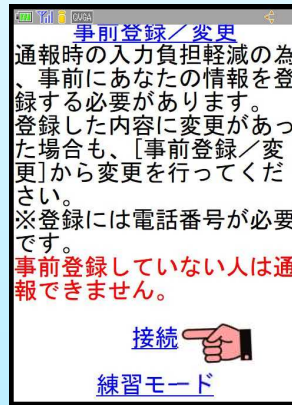 QVGA
事前登録／変更
通報時の入力負担軽減の為
、事前にあなたの情報を登
録する必要があります。
登録した内容に変更があっ
た場合も、[事前登録／変
更]から変更を行ってくだ
さい。
※登録には電話番号が必要
です。
事前登録していない人は通
報できません。
接続
練習モード